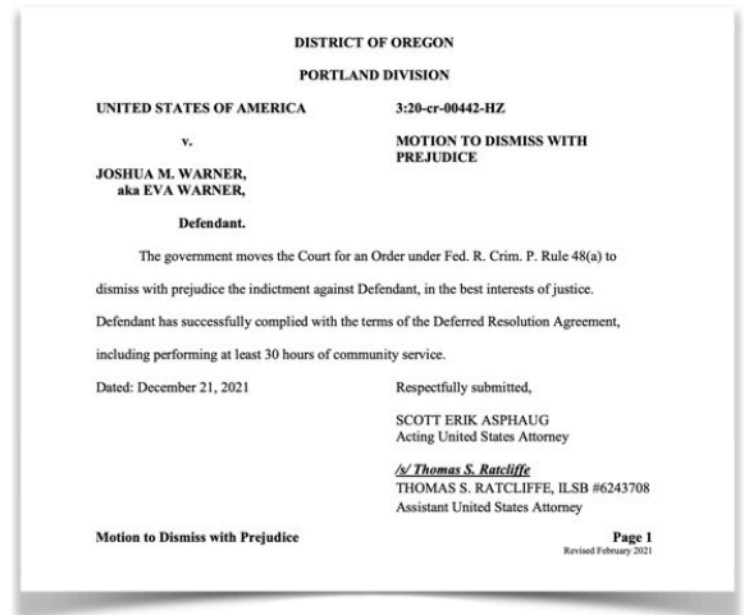 DISTRICT OF OREGON
PORTLAND DIVISION
UNITED STATES OF AMERICA
v.
JOSHUA M. WARNER,
aka EVA WARNER,
Defendant.
3:20-cr-00442-HZ
MOTION TO DISMISS WITH
PREJUDICE
The government moves the Court for an Order under Fed. R. Crim. P. Rule 48(a) to
dismiss with prejudice the indictment against Defendant, in the best interests of justice.
Defendant has successfully complied with the terms of the Deferred Resolution Agreement,
including performing at least 30 hours of community service.
Dated: December 21, 2021
Respectfully submitted,
SCOTT ERIK ASPHAUG
Acting United States Attorney
/s/ Thomas S. Ratcliffe
THOMAS S. RATCLIFFE, ILSB #6243708
Assistant United States Attorney
Motion to Dismiss with Prejudice
Page 1
Revised February 2021